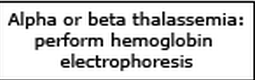 Alpha or beta thalassemia:
perform hemoglobin
electrophoresis